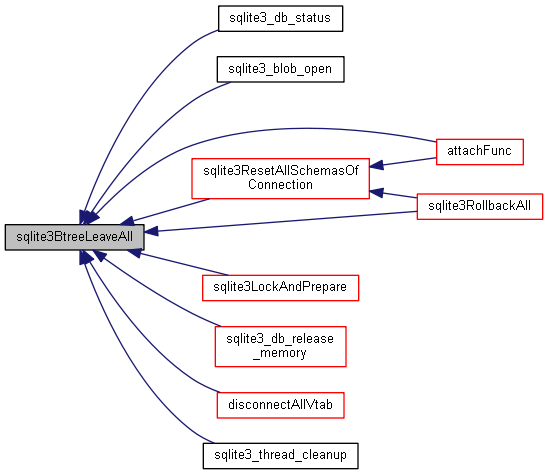 sqlite3_db_status
sqlite3_blob_open
attachFunc
sqlite3ResetAllSchemasOf
Connection
sqlite3RollbackAll
sqlite3BtreeLeaveAll
sqlite3LockAndPrepare
sqlite3_db_release
_memory
disconnectAllVtab
sqlite3_thread_cleanup